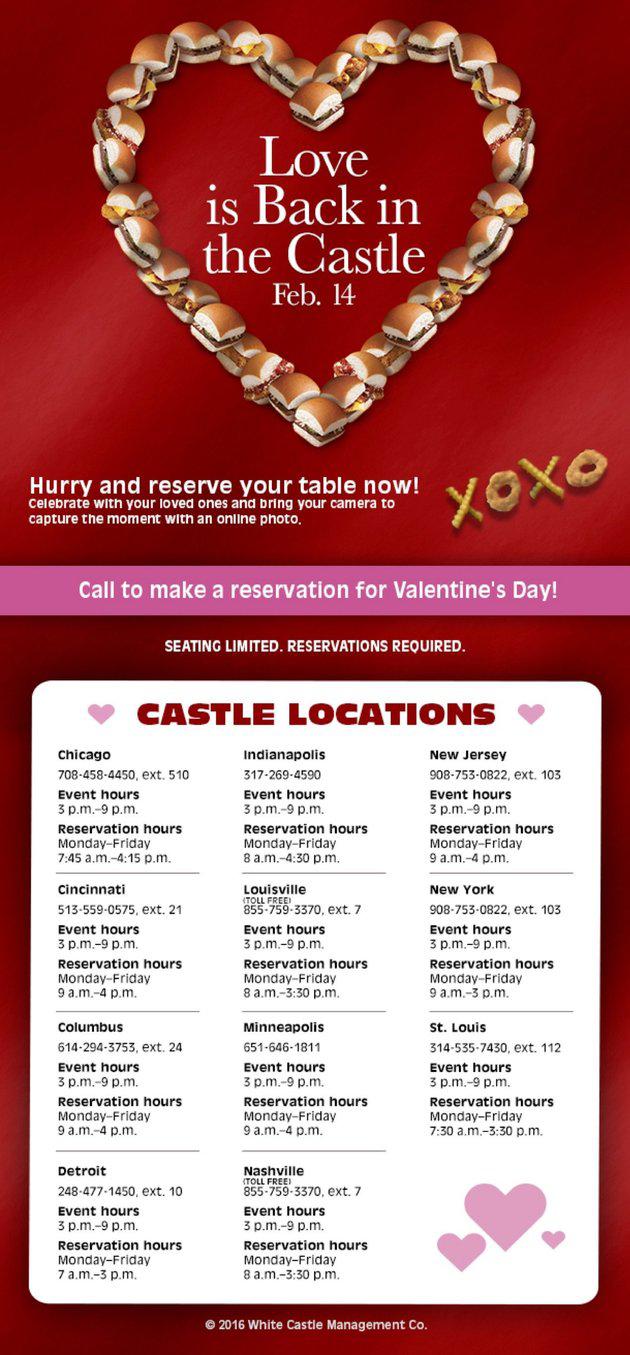 Love
is Back in
the Castle
Feb. 14
Hurry and reserve your table now!
Celebrate with your loved ones and bring your camera to
capture the moment with an online photo.
XOXO
Call to make a reservation for Valentine's Day!
SEATING LIMITED. RESERVATIONS REQUIRED.
CASTLE LOCATIONS
Chicago
708-458-4450, ext. 510
Event hours
3 p.m.–9 p.m.
Reservation hours
Monday–Friday
7:45 a.m.–4:15 p.m.
Cincinnati
513-559-0575, ext. 21
Event hours
3 p.m.–9 p.m.
Reservation hours
Monday–Friday
9 a.m.–4 p.m.
Columbus
614-294-3753, ext. 24
Event hours
3 p.m.–9 p.m.
Reservation hours
Monday–Friday
9 a.m.–4 p.m.
Detroit
248-477-1450, ext. 10
Event hours
3 p.m.–9 p.m.
Reservation hours
Monday–Friday
7 a.m.–3 p.m.
Indianapolis
317-269-4590
Event hours
3 p.m.–9 p.m.
Reservation hours
Monday–Friday
8 a.m.–4:30 p.m.
Louisville
(TOLL FREE)
855-759-3370, ext. 7
Event hours
3 p.m.–9 p.m.
Reservation hours
Monday–Friday
8 a.m.–3:30 p.m.
Minneapolis
651-646-1811
Event hours
3 p.m.–9 p.m.
Reservation hours
Monday–Friday
9 a.m.–4 p.m.
Nashville
(TOLL FREE)
855-759-3370, ext. 7
Event hours
3 p.m.–9 p.m.
Reservation hours
Monday–Friday
8 a.m.–3:30 p.m.
New Jersey
908-753-0822, ext. 103
Event hours
3 p.m.–9 p.m.
Reservation hours
Monday–Friday
9 a.m.–4 p.m.
New York
908-753-0822, ext. 103
Event hours
3 p.m.–9 p.m.
Reservation hours
Monday–Friday
9 a.m.–3 p.m.
St. Louis
314-535-7430, ext. 112
Event hours
3 p.m.–9 p.m.
Reservation hours
Monday–Friday
7:30 a.m.–3:30 p.m.
© 2016 White Castle Management Co.